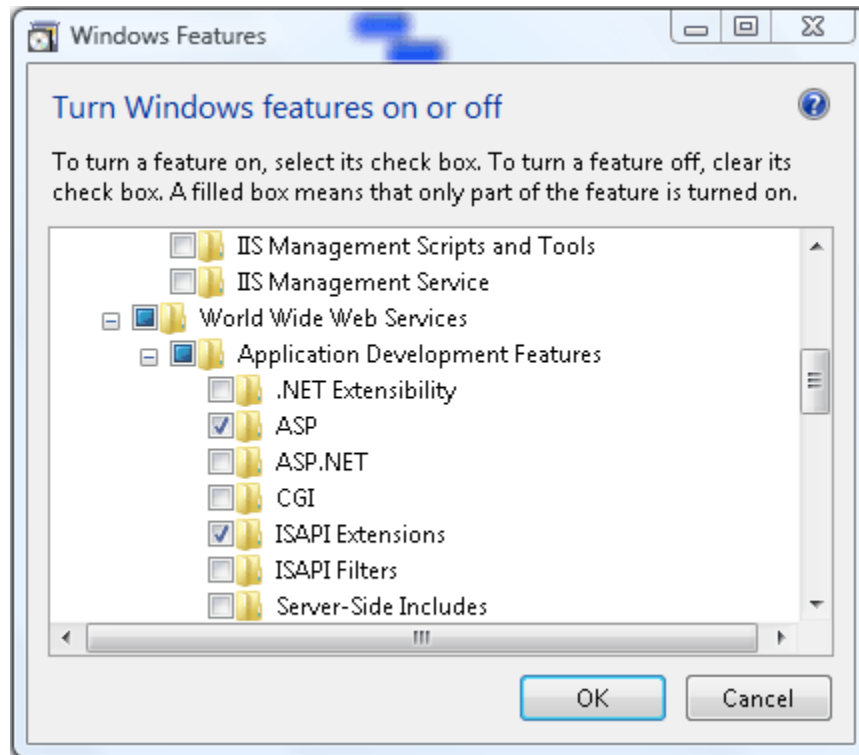 Windows Features
Turn Windows features on or off
To turn a feature on, select its check box. To turn a feature off, clear its
check box. A filled box means that only part of the feature is turned on.
IIS Management Scripts and Tools
IIS Management Service
World Wide Web Services
Application Development Features
.NET Extensibility
ASP
ASP.NET
CGI
ISAPI Extensions
ISAPI Filters
Server-Side Includes
OK Cancel